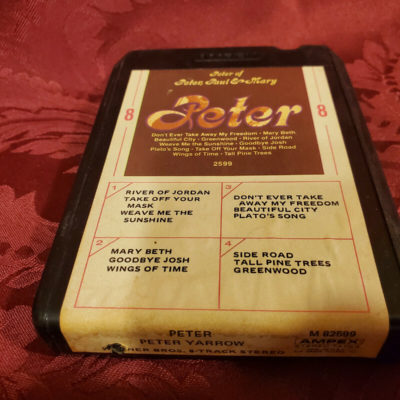 Peter of
Peter, Paul & Mary
8
Peter
8
Don't Ever Take Away My Freedom • Mary Beth
Beautiful City • Greenwood • River of Jordan
Weave Me the Sunshine • Goodbye Josh
Plato's Song • Take Off Your Mask • Side Road
Wings of Time • Tall Pine Trees
2599
1
RIVER OF JORDAN
TAKE OFF YOUR
MASK
WEAVE ME THE
SUNSHINE
3
DON'T EVER TAKE
AWAY MY FREEDOM
BEAUTIFUL CITY
PLATO'S SONG
2
MARY BETH
GOODBYE JOSH
WINGS OF TIME
4
SIDE ROAD
TALL PINE TREES
GREENWOOD
PETER
PETER YARROW
BROS. 8-TRACK STEREO
M 82599
AMPEX